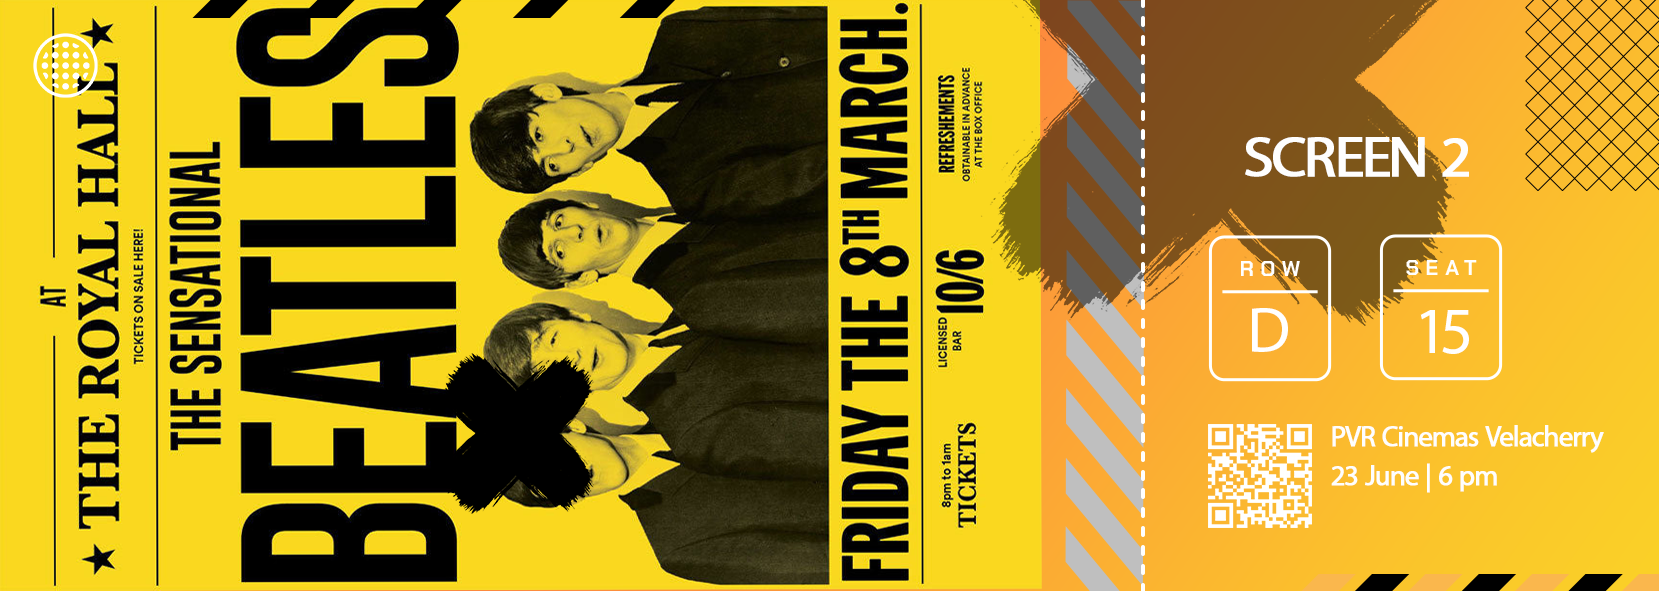 AT
THE ROYAL HALL
TICKETS ON SALE HERE!
THE SENSATIONAL
BEATLES
FRIDAY THE 8TH MARCH.
8pm to 1am
TICKETS
LICENSED
BAR
10/6
REFRESHEMENTS
OBTAINABLE IN ADVANCE
AT THE BOX OFFICE
SCREEN 2
ROW
D
SEAT
15
PVR Cinemas Velacherry
23 June | 6 pm